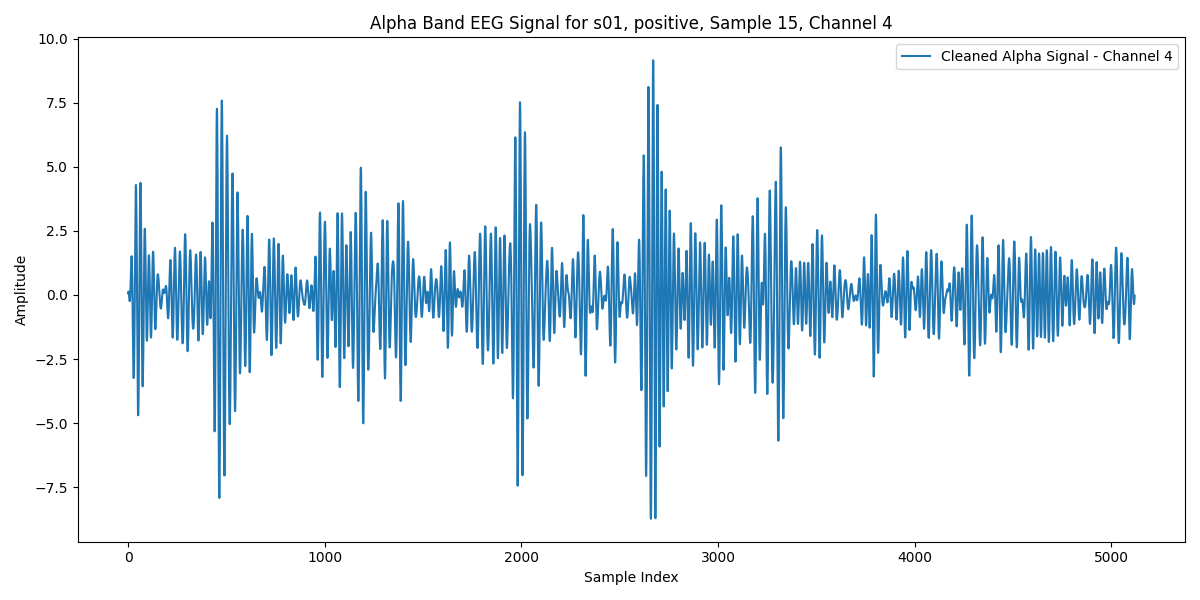 Alpha Band EEG Signal for s01, positive, Sample 15, Channel 4
Cleaned Alpha Signal - Channel 4
Amplitude
10.0
7.5
5.0
2.5
0.0
−2.5
−5.0
−7.5
0 1000 2000 3000 4000 5000
Sample Index